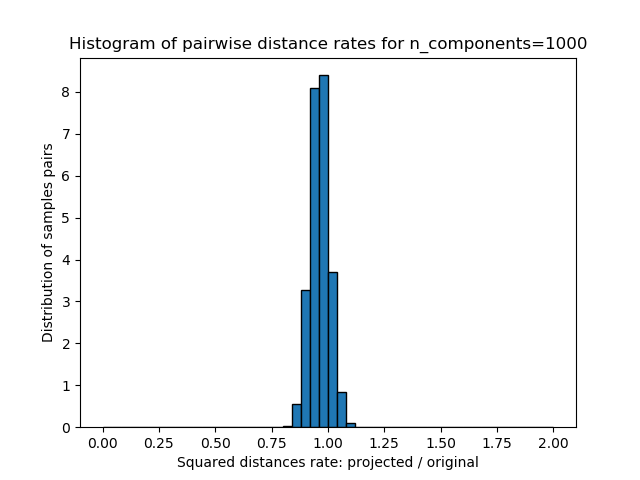 Histogram of pairwise distance rates for n_components=1000
Distribution of samples pairs
8
7
6
5
4
3
2
1
0
0.00 0.25 0.50 0.75 1.00 1.25 1.50 1.75 2.00
Squared distances rate: projected / original